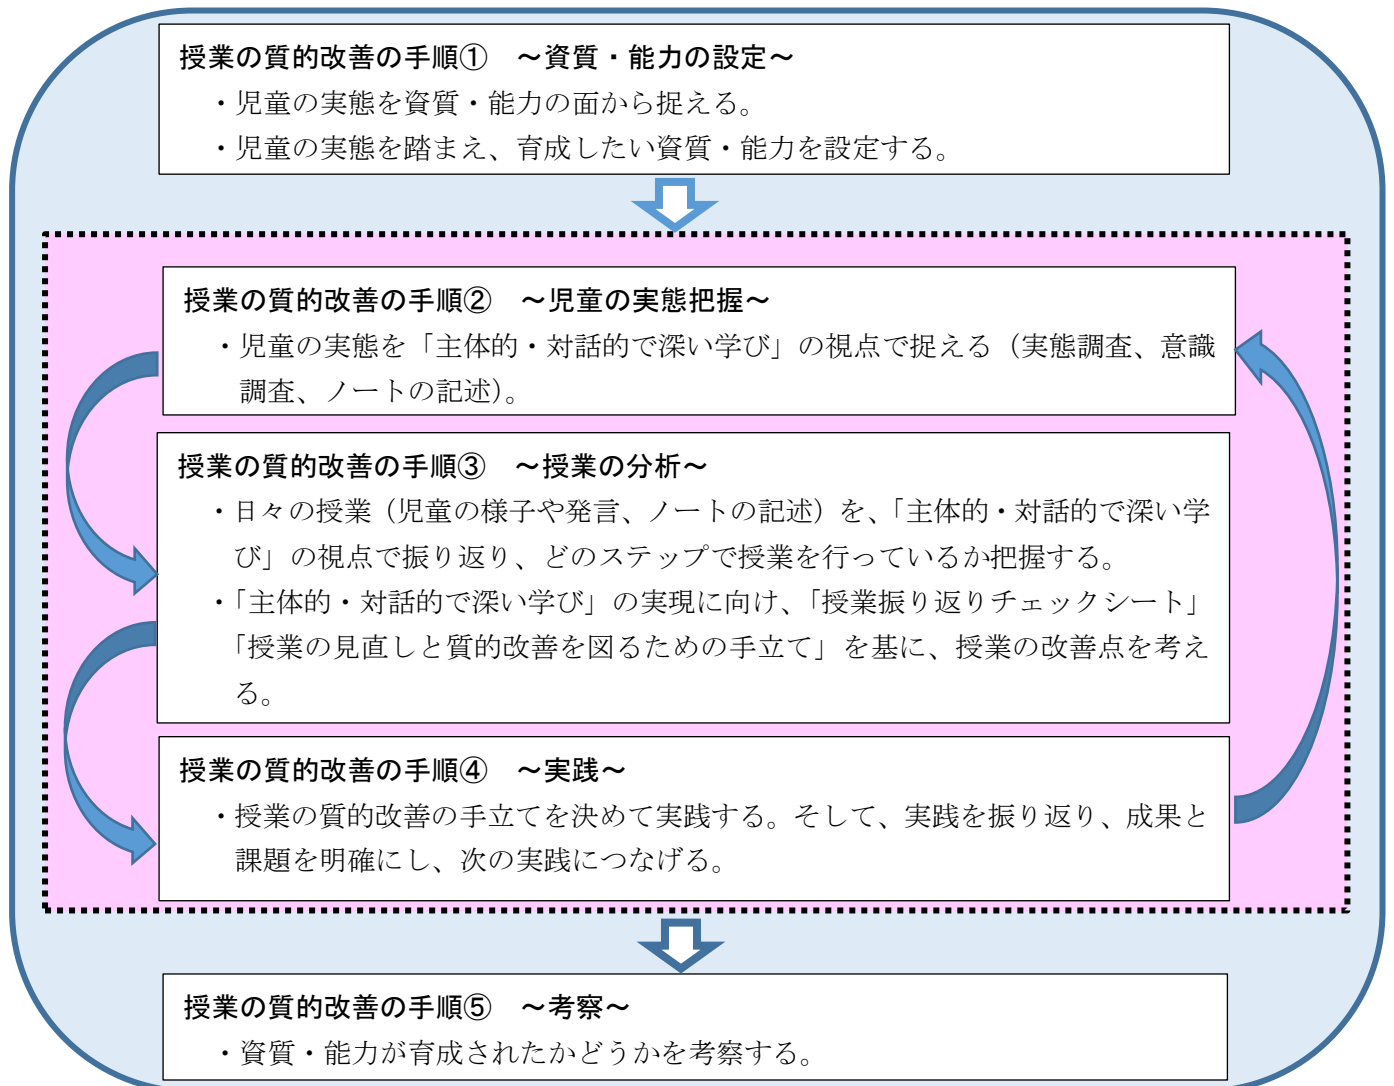 授業の質的改善の手順①　～資質・能力の設定～
・児童の実態を資質・能力の面から捉える。
・児童の実態を踏まえ、育成したい資質・能力を設定する。
授業の質的改善の手順②　～児童の実態把握～
・児童の実態を「主体的・対話的で深い学び」の視点で捉える（実態調査、意識
調査、ノートの記述）。
授業の質的改善の手順③　～授業の分析～
・日々の授業（児童の様子や発言、ノートの記述）を、「主体的・対話的で深い学
び」の視点で振り返り、どのステップで授業を行っているか把握する。
・「主体的・対話的で深い学び」の実現に向け、「授業振り返りチェックシート」
「授業の見直しと質的改善を図るための手立て」を基に、授業の改善点を考え
る。
授業の質的改善の手順④　～実践～
・授業の質的改善の手立てを決めて実践する。そして、実践を振り返り、成果と
課題を明確にし、次の実践につなげる。
授業の質的改善の手順⑤　～考察～
・資質・能力が育成されたかどうかを考察する。